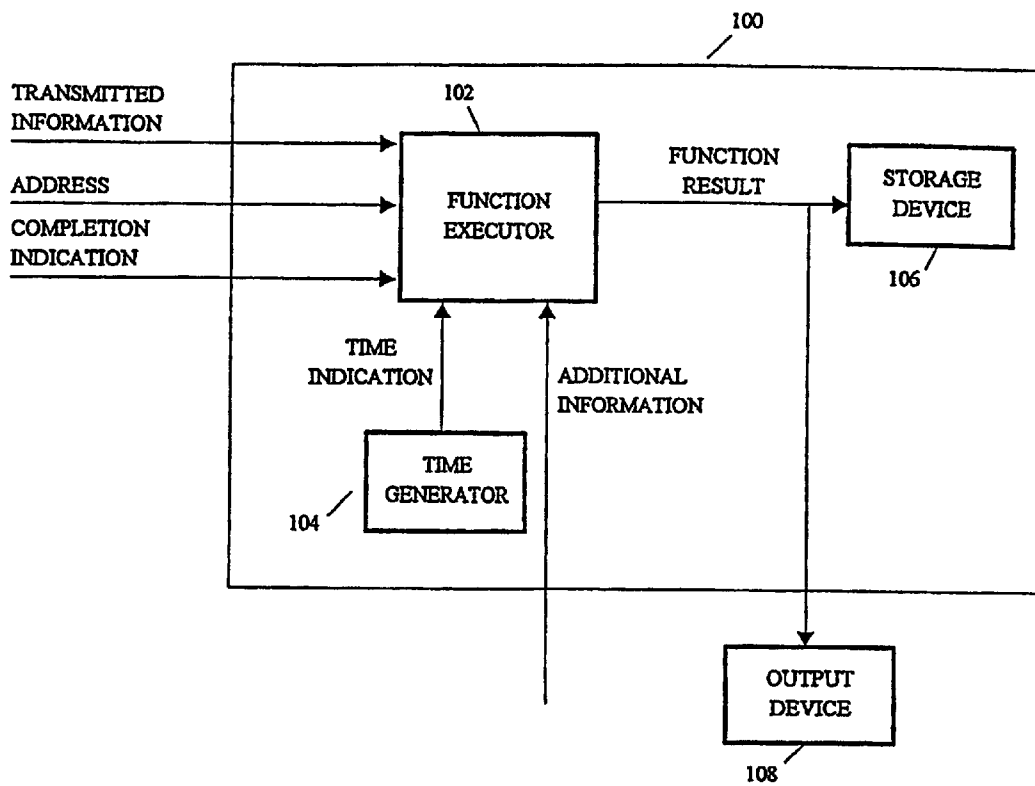 100
TRANSMITTED
INFORMATION
102
FUNCTION
RESULT
STORAGE
DEVICE
ADDRESS
FUNCTION
EXECUTOR
COMPLETION
INDICATION
106
TIME
INDICATION
ADDITIONAL
INFORMATION
TIME
GENERATOR
104
OUTPUT
DEVICE
108